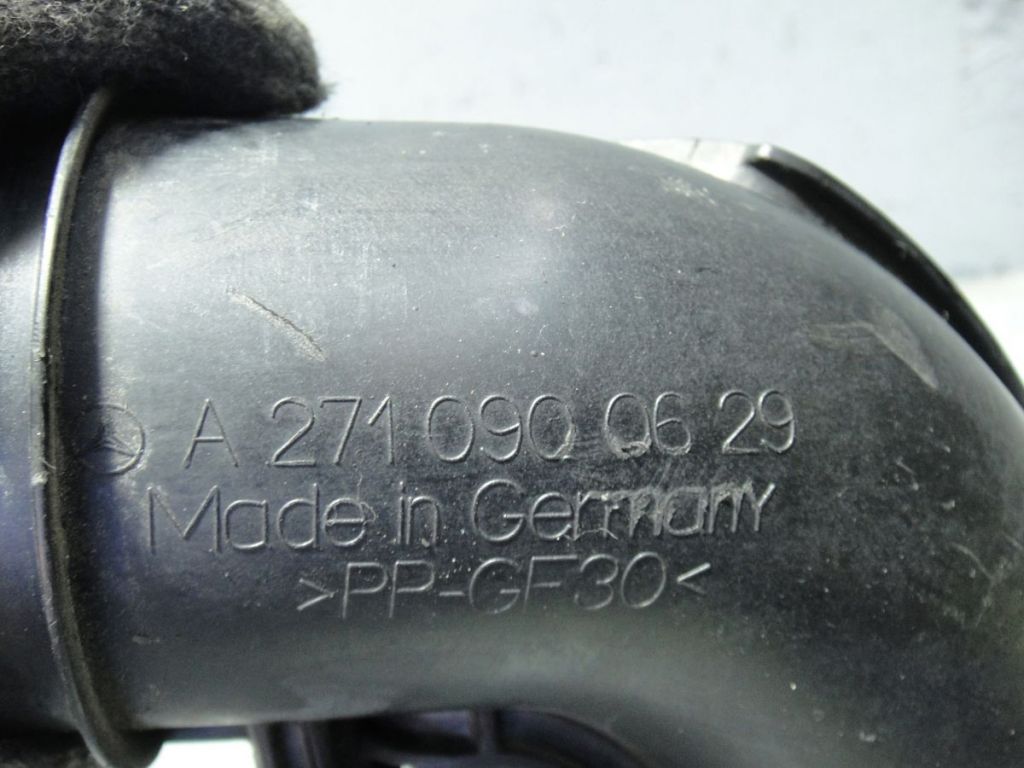 A 271 090 06 29
Made in Germany
>PP-GF30<